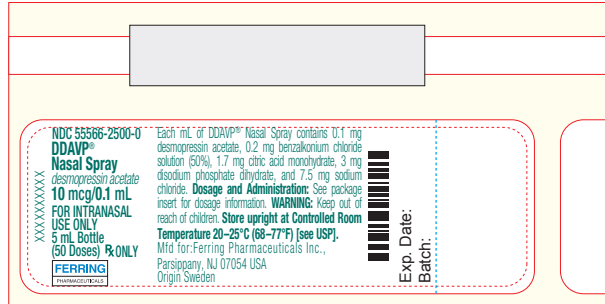 XXXXXXXXXX
NDC 55566-2500-0
DDAVP®
Nasal Spray
desmopressin acetate
10 mcg/0.1 mL
FOR INTRANASAL
USE ONLY
5 mL Bottle
(50 Doses) ℞ ONLY
FERRING
PHARMACEUTICALS
Each mL of DDAVP® Nasal Spray contains 0.1 mg
desmopressin acetate, 0.2 mg benzalkonium chloride
solution (50%), 1.7 mg citric acid monohydrate, 3 mg
disodium phosphate dihydrate, and 7.5 mg sodium
chloride. Dosage and Administration: See package
insert for dosage information. WARNING: Keep out of
reach of children. Store upright at Controlled Room
Temperature 20–25°C (68–77°F) [see USP].
Mfd for:Ferring Pharmaceuticals Inc.,
Parsippany, NJ 07054 USA
Origin Sweden
Exp. Date:
Batch: